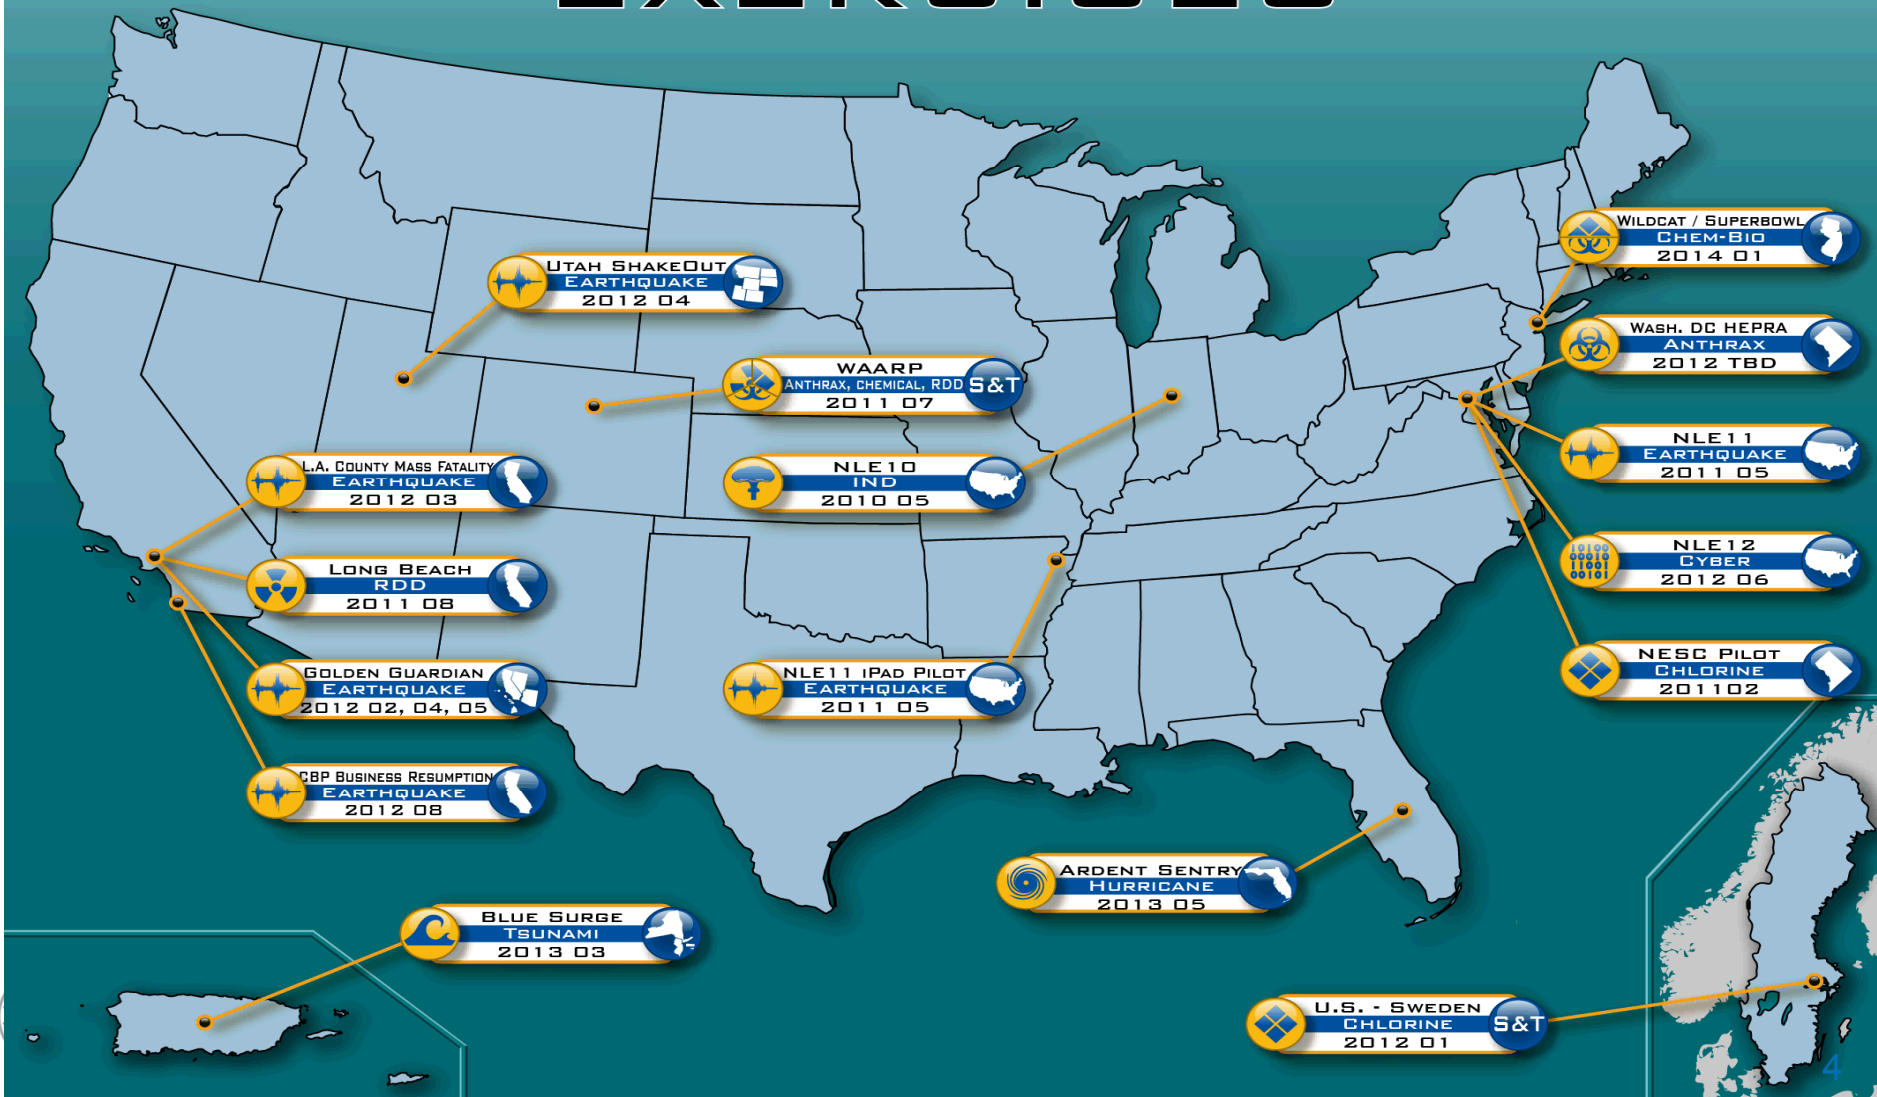 EXERCISES
WILDCAT / SUPERBOWL
CHEM-BIO
2014 01
UTAH SHAKEOUT
EARTHQUAKE
2012 04
WASH. DC HEPRA
ANTHRAX
2012 TBD
WAARP
ANTHRAX, CHEMICAL, RDD
2011 07
S&T
NLE11
EARTHQUAKE
2011 05
L.A. COUNTY MASS FATALITY
EARTHQUAKE
2012 03
NLE10
IND
2010 05
10100
11001
00101
NLE12
CYBER
2012 06
LONG BEACH
RDD
2011 08
NESC PILOT
CHLORINE
201102
GOLDEN GUARDIAN
EARTHQUAKE
2012 02, 04, 05
NLE11 IPAD PILOT
EARTHQUAKE
2011 05
CBP BUSINESS RESUMPTION
EARTHQUAKE
2012 08
ARDENT SENTRY
HURRICANE
2013 05
BLUE SURGE
TSUNAMI
2013 03
U.S. - SWEDEN
CHLORINE
2012 01
S&T
4